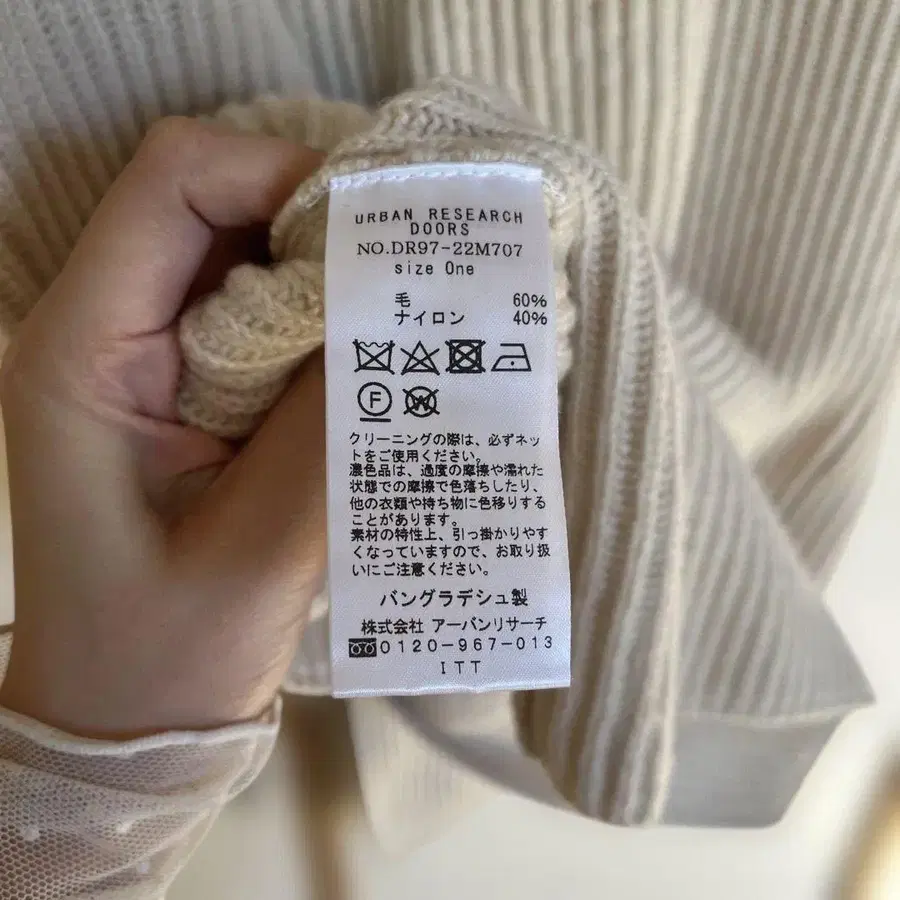 URBAN RESEARCH
DOORS
NO.DR97-22M707
size One
毛 60%
ナイロン 40%
F W
クリーニングの際は、必ずネッ
トをご使用ください。
濃色品は、過度の摩擦や濡れた
状態での摩擦で色落ちしたり、
他の衣類や持ち物に色移りする
ことがあります。
素材の特性上、引っ掛かりやす
くなっていますので、お取り扱
いにご注意ください。
バングラデシュ製
株式会社 アーバンリサーチ
0120-967-013
ITT